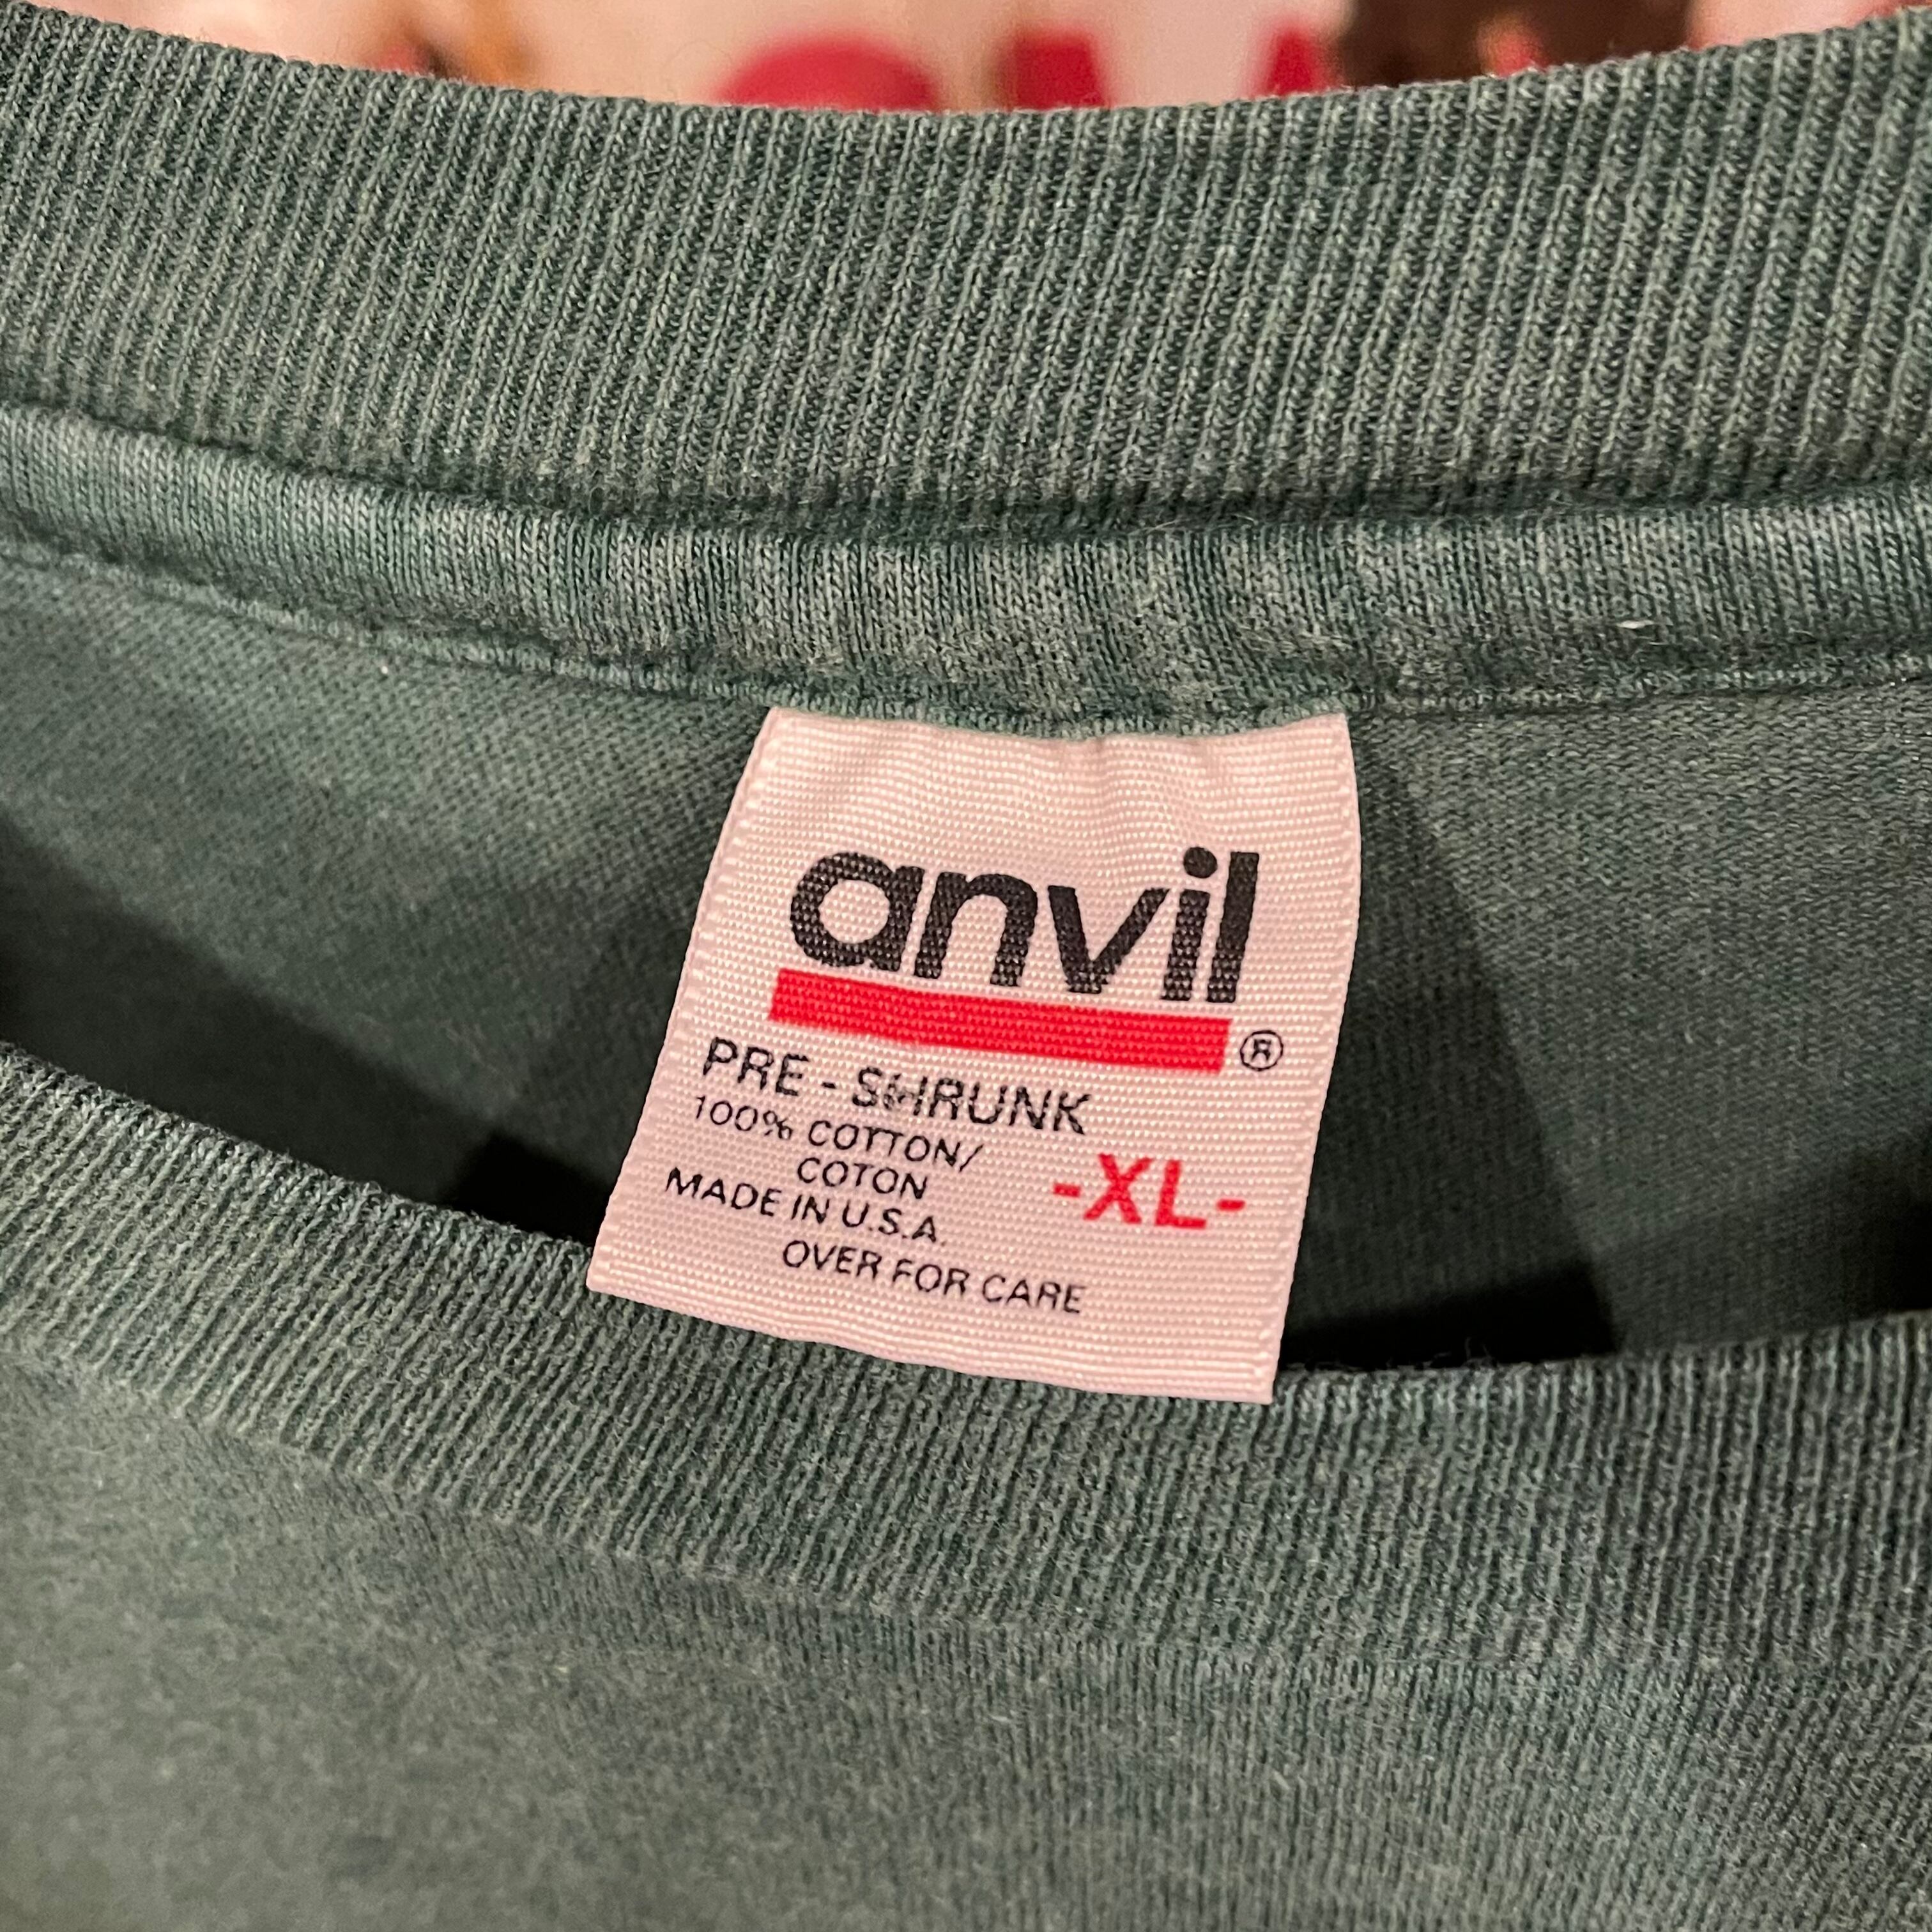 anvil
®
PRE - SHRUNK
100% COTTON/
COTON
-XL-
MADE IN U.S.A.
OVER FOR CARE